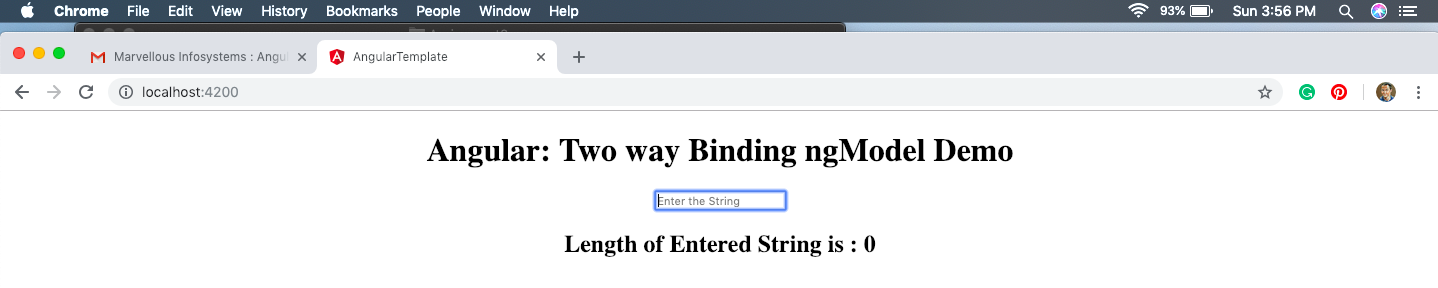 Chrome File Edit View History Bookmarks People Window Help 93% Sun 3:56 PM
Marvellous Infosystems : Angul AngularTemplate
localhost:4200
Angular: Two way Binding ngModel Demo
Enter the String
Length of Entered String is : 0